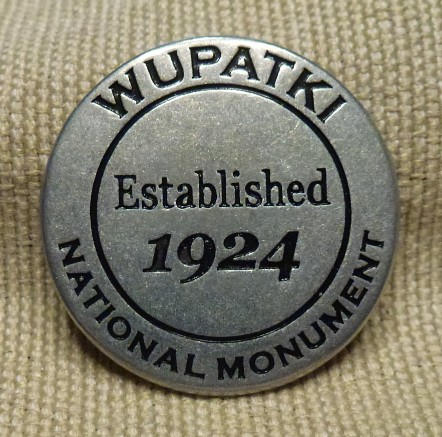 WUPATKI
Established
1924
NATIONAL MONUMENT